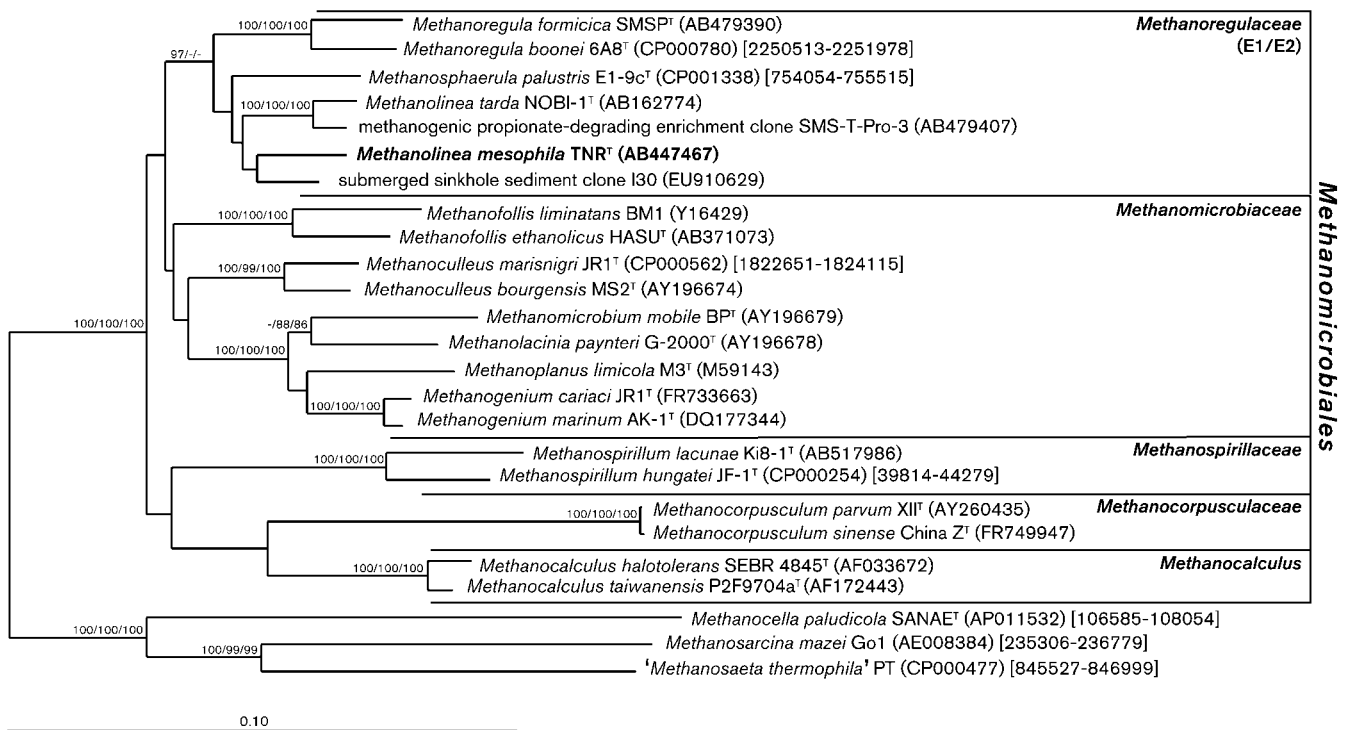 100/100/100
Methanoregula formicica SMSPᵀ (AB479390)
Methanoregulaceae
(E1/E2)
Methanoregula boonei 6A8ᵀ (CP000780) [2250513-2251978]
97/-/-
Methanosphaerula palustris E1-9cᵀ (CP001338) [754054-755515]
100/100/100
Methanolinea tarda NOBI-1ᵀ (AB162774)
methanogenic propionate-degrading enrichment clone SMS-T-Pro-3 (AB479407)
Methanolinea mesophila TNRᵀ (AB447467)
submerged sinkhole sediment clone I30 (EU910629)
100/100/100
Methanofollis liminatans BM1 (Y16429)
Methanomicrobiaceae
Methanofollis ethanolicus HASUᵀ (AB371073)
100/99/100
Methanoculleus marisnigri JR1ᵀ (CP000562) [1822651-1824115]
Methanoculleus bourgensis MS2ᵀ (AY196674)
-/88/86
Methanomicrobium mobile BPᵀ (AY196679)
100/100/100
100/100/100
Methanolacinia paynteri G-2000ᵀ (AY196678)
Methanoplanus limicola M3ᵀ (M59143)
100/100/100
Methanogenium cariaci JR1ᵀ (FR733663)
Methanogenium marinum AK-1ᵀ (DQ177344)
100/100/100
Methanospirillum lacunae Ki8-1ᵀ (AB517986)
Methanospirillaceae
Methanospirillum hungatei JF-1ᵀ (CP000254) [39814-44279]
100/100/100
Methanocorpusculum parvum XIIᵀ (AY260435)
Methanocorpusculaceae
Methanocorpusculum sinense China Zᵀ (FR749947)
100/100/100
Methanocalculus halotolerans SEBR 4845ᵀ (AF033672)
Methanocalculus
Methanocalculus taiwanensis P2F9704aᵀ (AF172443)
Methanomicrobiales
100/100/100
Methanocella paludicola SANAEᵀ (AP011532) [106585-108054]
100/99/99
Methanosarcina mazei Go1 (AE008384) [235306-236779]
'Methanosaeta thermophila' PT (CP000477) [845527-846999]
0.10